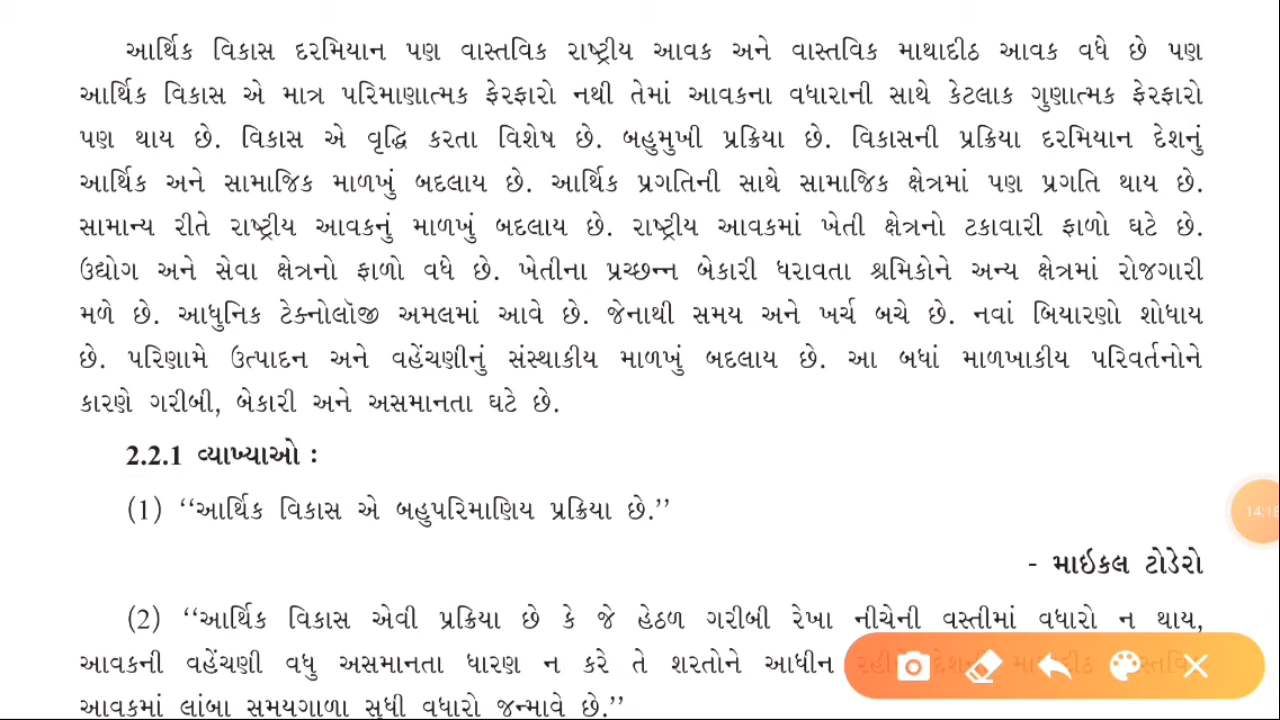 આર્થિક વિકાસ દરમિયાન પણ વાસ્તવિક રાષ્ટ્રીય આવક અને વાસ્તવિક માથાદીઠ આવક વધે છે પણ
આર્થિક વિકાસ એ માત્ર પરિમાણાત્મક ફેરફારો નથી તેમાં આવકના વધારાની સાથે કેટલાક ગુણાત્મક ફેરફારો
પણ થાય છે. વિકાસ એ વૃદ્ધિ કરતા વિશેષ છે. બહુમુખી પ્રક્રિયા છે. વિકાસની પ્રક્રિયા દરમિયાન દેશનું
આર્થિક અને સામાજિક માળખું બદલાય છે. આર્થિક પ્રગતિની સાથે સામાજિક ક્ષેત્રમાં પણ પ્રગતિ થાય છે.
સામાન્ય રીતે રાષ્ટ્રીય આવકનું માળખું બદલાય છે. રાષ્ટ્રીય આવકમાં ખેતી ક્ષેત્રનો ટકાવારી ફાળો ઘટે છે.
ઉદ્યોગ અને સેવા ક્ષેત્રનો ફાળો વધે છે. ખેતીના પ્રચ્છન્ન બેકારી ધરાવતા શ્રમિકોને અન્ય ક્ષેત્રમાં રોજગારી
મળે છે. આધુનિક ટેક્નોલૉજી અમલમાં આવે છે. જેનાથી સમય અને ખર્ચ બચે છે. નવાં બિયારણો શોધાય
છે. પરિણામે ઉત્પાદન અને વહેંચણીનું સંસ્થાકીય માળખું બદલાય છે. આ બધાં માળખાકીય પરિવર્તનોને
કારણે ગરીબી, બેકારી અને અસમાનતા ઘટે છે.
2.2.1 વ્યાખ્યાઓ :
(1) ‘‘આર્થિક વિકાસ એ બહુપરિમાણિય પ્રક્રિયા છે.’’
- માઇકલ ટોડેરો
(2) ‘‘આર્થિક વિકાસ એવી પ્રક્રિયા છે કે જે હેઠળ ગરીબી રેખા નીચેની વસ્તીમાં વધારો ન થાય,
આવકની વહેંચણી વધુ અસમાનતા ધારણ ન કરે તે શરતોને આધીન રહીને દેશની
આવકમાં લાંબા સમયગાળા સુધી વધારો જન્માવે છે.’’